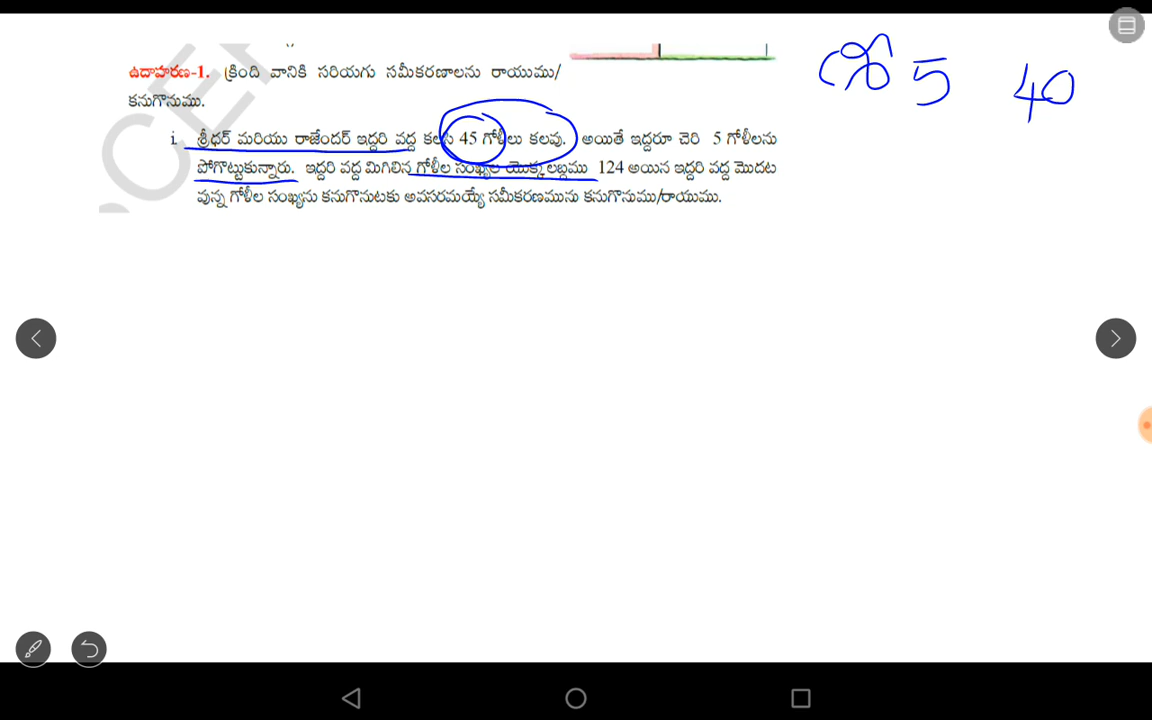 ఉదాహరణ-1. క్రింది వానికి సరియగు సమీకరణాలను రాయుము/
కనుగొనుము.
i. శ్రీధర్ మరియు రాజేందర్ ఇద్దరి వద్ద కలసి 45 గోళీలు కలవు. అయితే ఇద్దరూ చెరి 5 గోళీలను
పోగొట్టుకున్నారు. ఇద్దరి వద్ద మిగిలిన గోళీల సంఖ్యల యొక్క లబ్దము 124 అయిన ఇద్దరి వద్ద మొదట
వున్న గోళీల సంఖ్యను కనుగొనుటకు అవసరమయ్యే సమీకరణమును కనుగొనుము/రాయుము.
శ్రీ 5 40